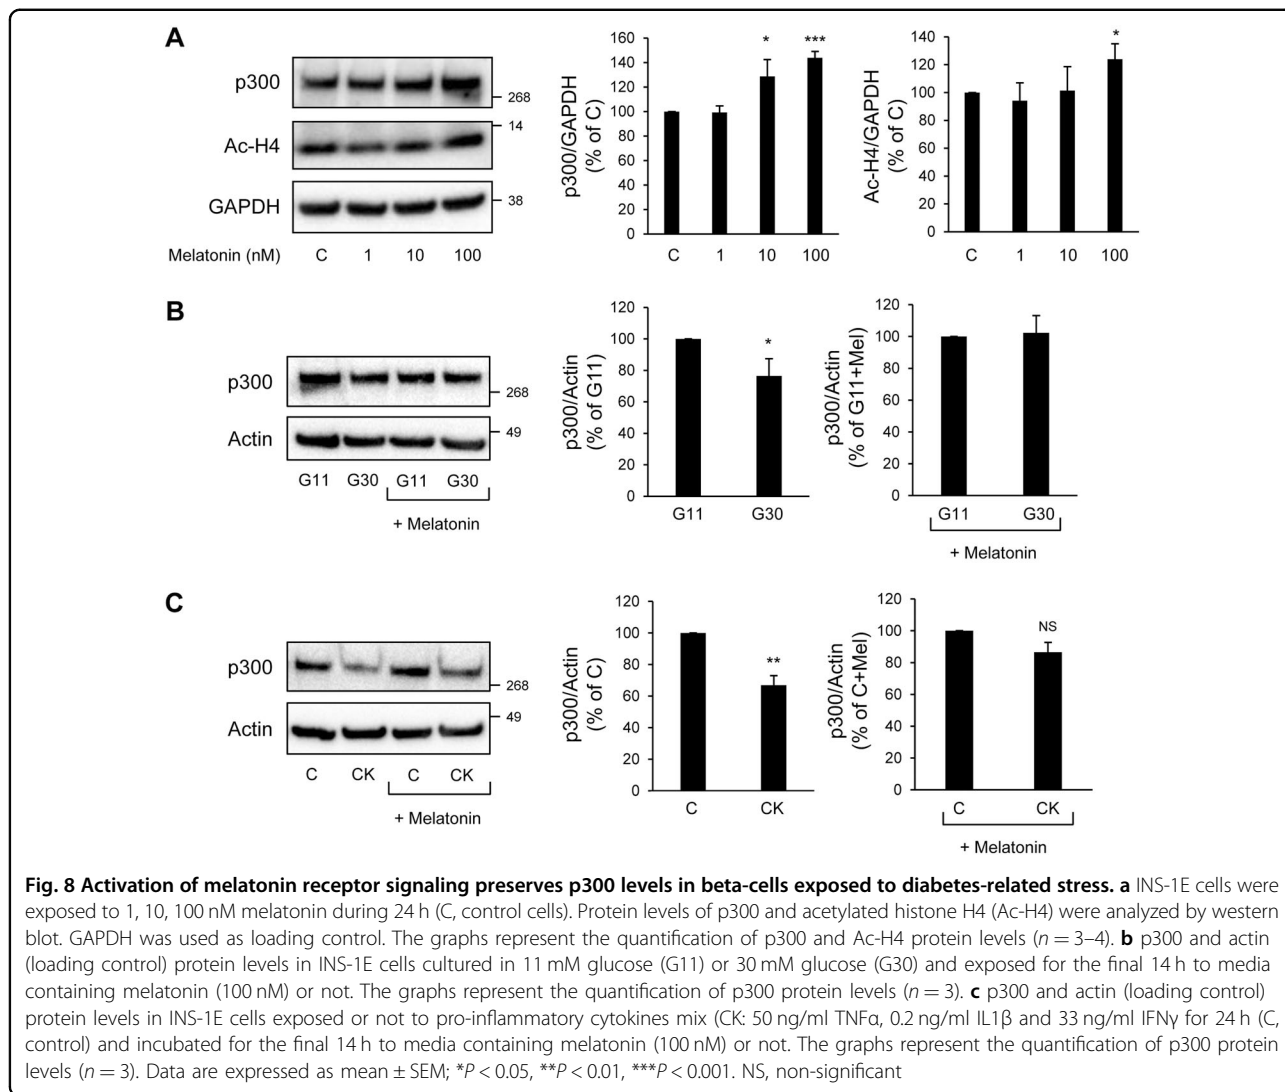 A
p300
268
14
Ac-H4
GAPDH
38
Melatonin (nM) C 1 10 100
p300/GAPDH
(% of C)
160
140
120
100
80
60
40
20
0
* ***
C 1 10 100
Ac-H4/GAPDH
(% of C)
140
120
100
80
60
40
20
0
*
C 1 10 100
B
p300
268
49
Actin
G11 G30 G11 G30
+ Melatonin
p300/Actin
(% of G11)
120
100
80
60
40
20
0
*
G11 G30
p300/Actin
(% of G11+Mel)
120
100
80
60
40
20
0
G11 G30
+ Melatonin
C
p300
268
49
Actin
C CK C CK
+ Melatonin
p300/Actin
(% of C)
120
100
80
60
40
20
0
**
C CK
p300/Actin
(% of C+Mel)
120
100
80
60
40
20
0
NS
C CK
+ Melatonin
Fig. 8 Activation of melatonin receptor signaling preserves p300 levels in beta-cells exposed to diabetes-related stress. a INS-1E cells were
exposed to 1, 10, 100 nM melatonin during 24 h (C, control cells). Protein levels of p300 and acetylated histone H4 (Ac-H4) were analyzed by western
blot. GAPDH was used as loading control. The graphs represent the quantification of p300 and Ac-H4 protein levels (n = 3–4). b p300 and actin
(loading control) protein levels in INS-1E cells cultured in 11 mM glucose (G11) or 30 mM glucose (G30) and exposed for the final 14 h to media
containing melatonin (100 nM) or not. The graphs represent the quantification of p300 protein levels (n = 3). c p300 and actin (loading control)
protein levels in INS-1E cells exposed or not to pro-inflammatory cytokines mix (CK: 50 ng/ml TNFα, 0.2 ng/ml IL1β and 33 ng/ml IFNγ for 24 h (C,
control) and incubated for the final 14 h to media containing melatonin (100 nM) or not. The graphs represent the quantification of p300 protein
levels (n = 3). Data are expressed as mean ± SEM; *P < 0.05, **P < 0.01, ***P < 0.001. NS, non-significant